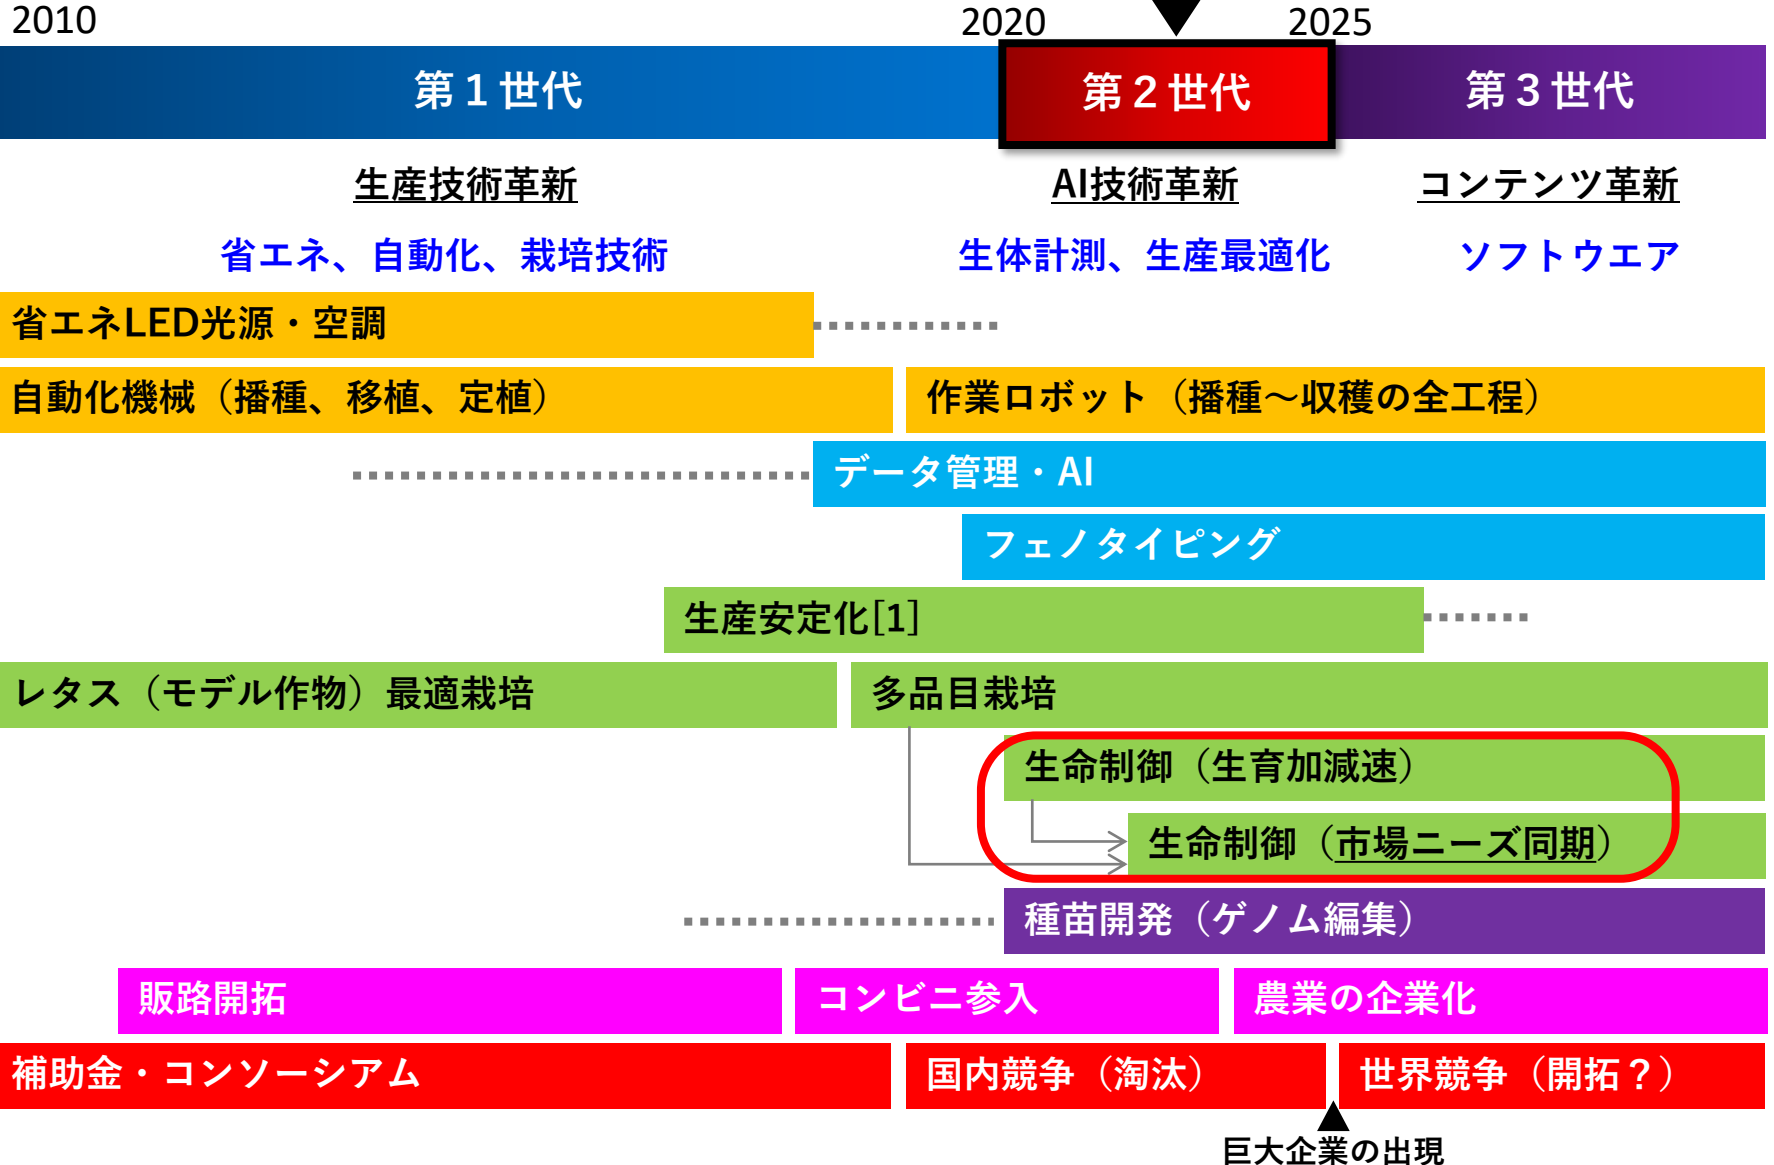 2010
2020
2025
第1世代
第2世代
第3世代
生産技術革新
AI技術革新
コンテンツ革新
省エネ、自動化、栽培技術
生体計測、生産最適化
ソフトウエア
省エネLED光源・空調
自動化機械（播種、移植、定植）
作業ロボット（播種～収穫の全工程）
データ管理・AI
フェノタイピング
生産安定化[1]
レタス（モデル作物）最適栽培
多品目栽培
生命制御（生育加減速）
生命制御（市場ニーズ同期）
種苗開発（ゲノム編集）
販路開拓
コンビニ参入
農業の企業化
補助金・コンソーシアム
国内競争（淘汰）
世界競争（開拓？）
巨大企業の出現